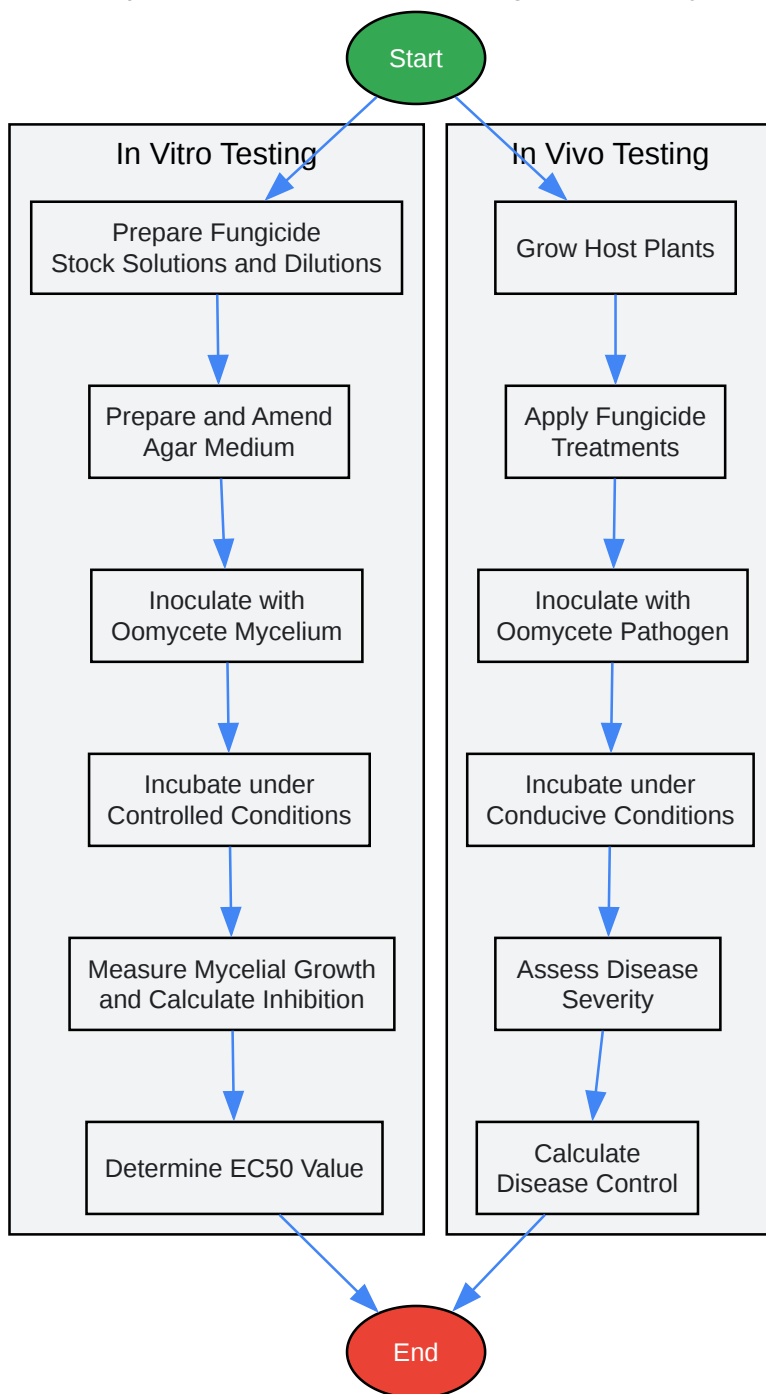 Start
In Vitro Testing
Prepare Fungicide
Stock Solutions and Dilutions
Prepare and Amend
Agar Medium
Inoculate with
Oomycete Mycelium
Incubate under
Controlled Conditions
Measure Mycelial Growth
and Calculate Inhibition
Determine EC50 Value
In Vivo Testing
Grow Host Plants
Apply Fungicide
Treatments
Inoculate with
Oomycete Pathogen
Incubate under
Conducive Conditions
Assess Disease
Severity
Calculate
Disease Control
End